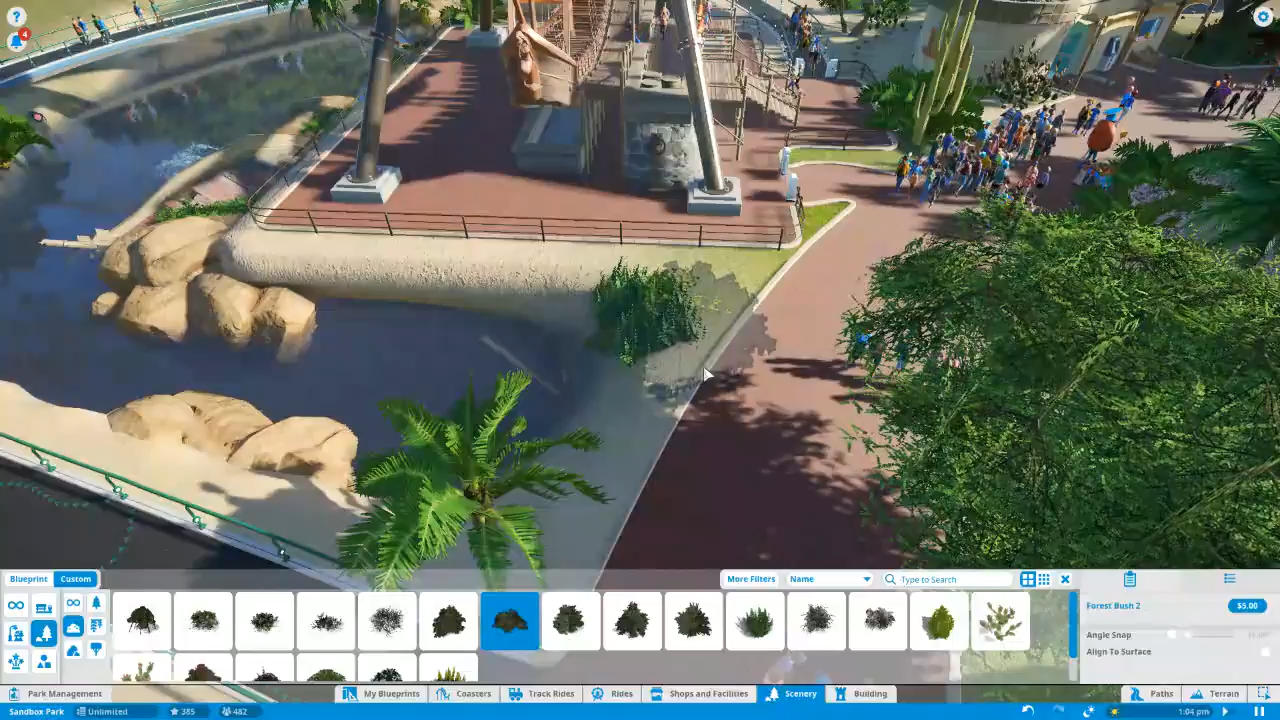 ?
4
Blueprint
Custom
More Filters
Name
Type to Search
Forest Bush 2
$5.00
Angle Snap
Align To Surface
Park Management
My Blueprints
Coasters
Track Rides
Rides
Shops and Facilities
Scenery
Building
Paths
Terrain
Sandbox Park
Unlimited
385
482
1:04 pm